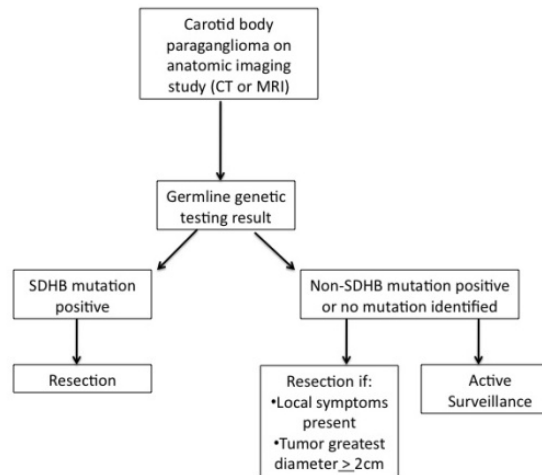 Carotid body
paraganglioma on
anatomic imaging
study (CT or MRI)
Germline genetic
testing result
SDHB mutation
positive
Non-SDHB mutation positive
or no mutation identified
Resection
Resection if:
•Local symptoms
present
•Tumor greatest
diameter ≥ 2cm
Active
Surveillance